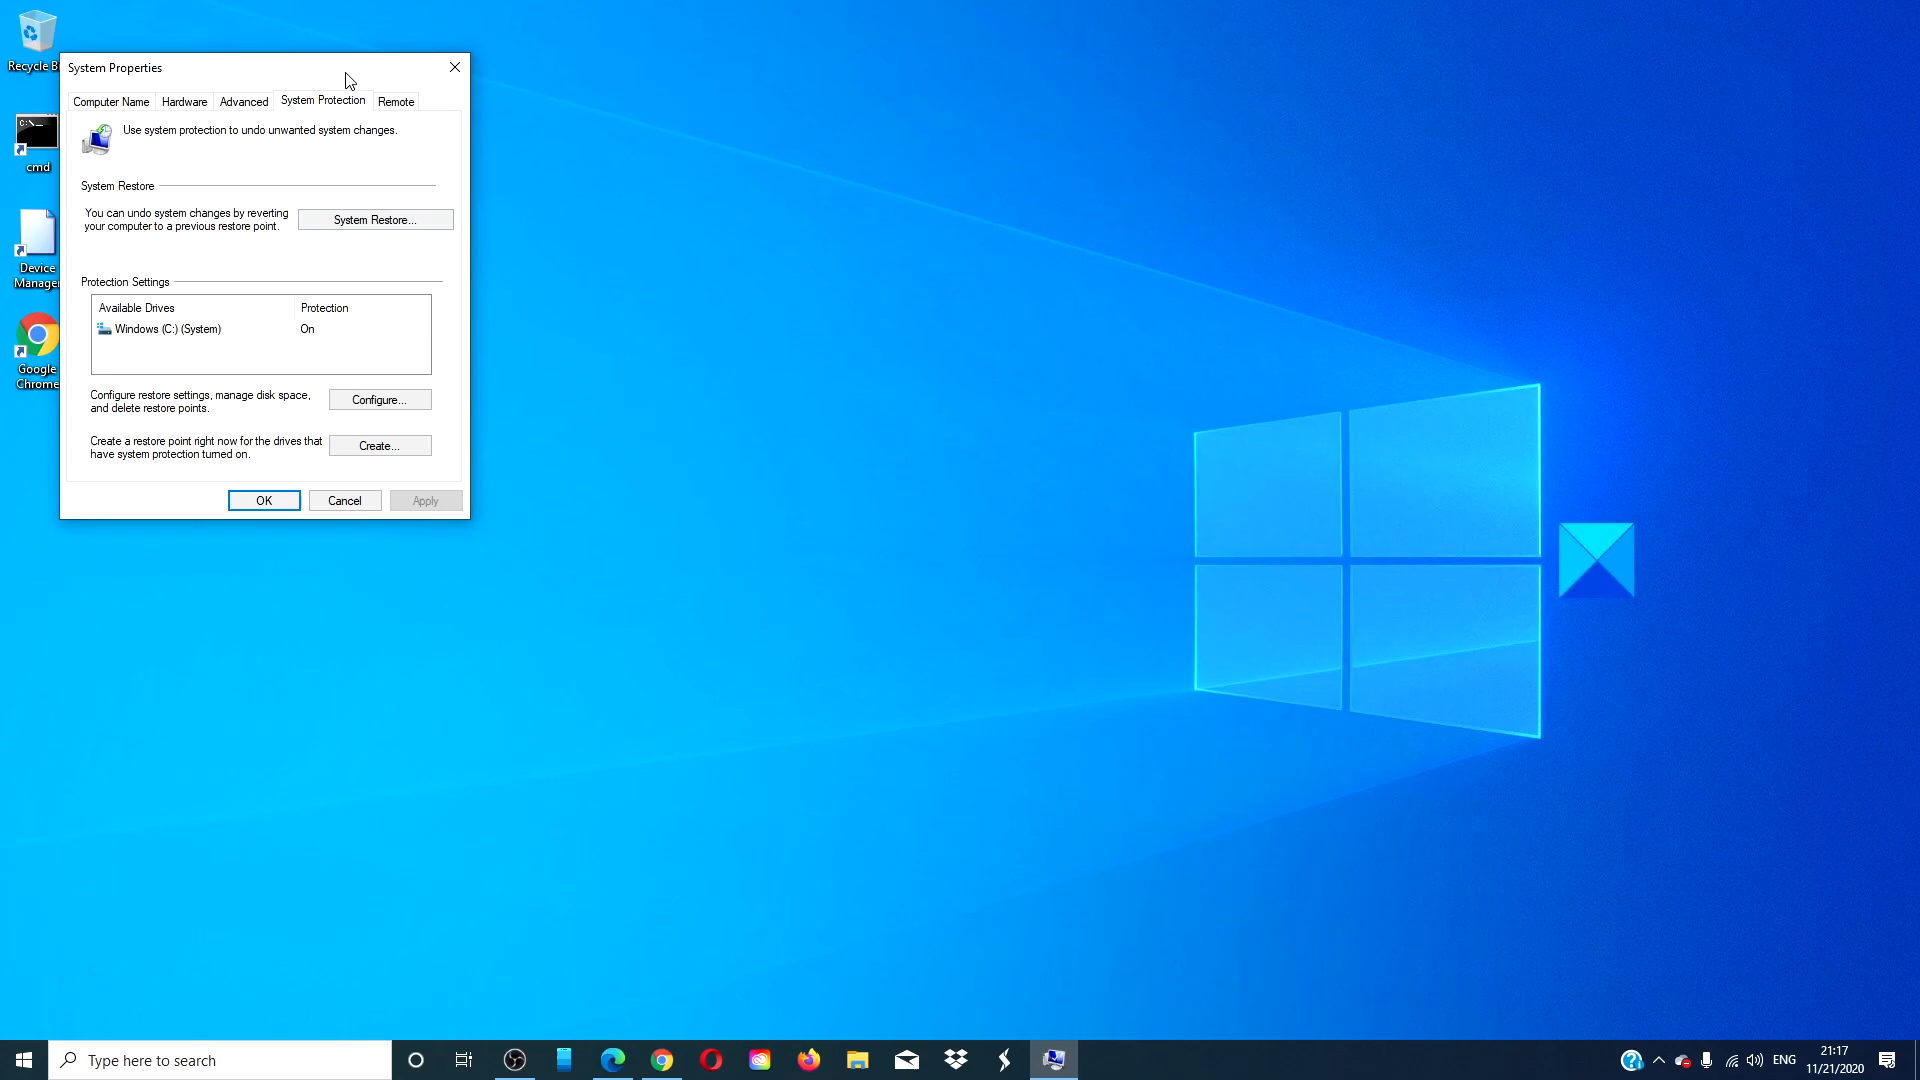 Recycle B
cmd
Device
Manager
Google
Chrome
System Properties
Computer Name
Hardware
Advanced
System Protection
Remote
Use system protection to undo unwanted system changes.
System Restore
You can undo system changes by reverting
your computer to a previous restore point.
System Restore...
Protection Settings
Available Drives
Protection
Windows (C:) (System)
On
Configure restore settings, manage disk space,
and delete restore points.
Configure...
Create a restore point right now for the drives that
have system protection turned on.
Create...
OK
Cancel
Apply
Type here to search
ENG
21:17
11/21/2020